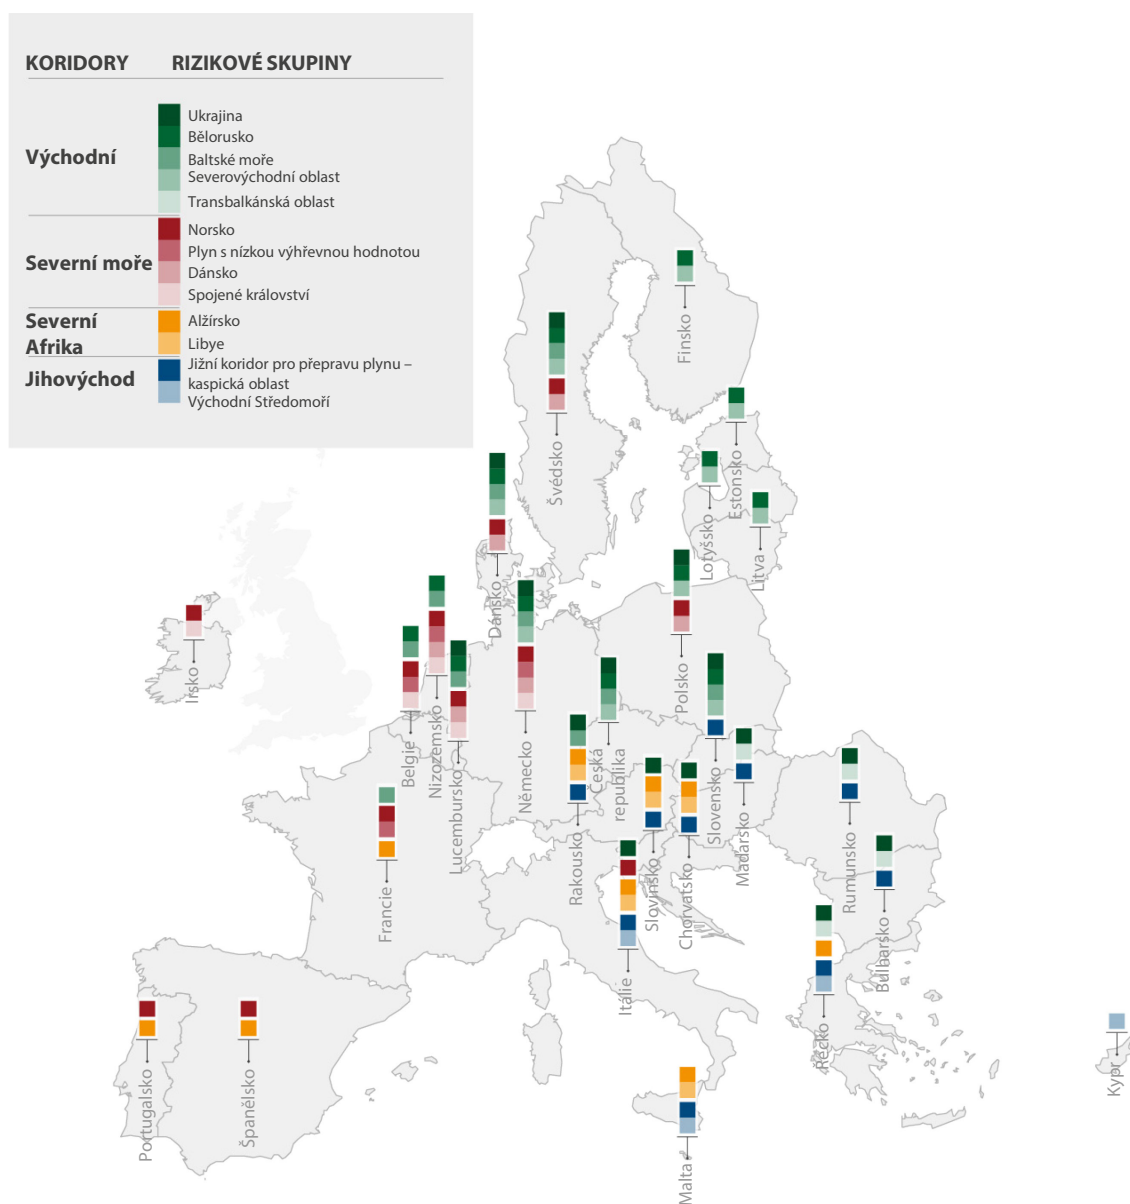 KORIDORY RIZIKOVÉ SKUPINY
Východní
Ukrajina
Bělorusko
Baltské moře
Severovýchodní oblast
Transbalkánská oblast
Severní moře
Norsko
Plyn s nízkou výhřevnou hodnotou
Dánsko
Spojené království
Severní
Afrika
Alžírsko
Libye
Jihovýchod
Jižní koridor pro přepravu plynu –
kaspická oblast
Východní Středomoří
Finsko
Švédsko
Estonsko
Lotyšsko
Litva
Dánsko
Irsko
Polsko
Belgie
Nizozemsko
Lucembursko
Německo
Česká
republika
Slovensko
Maďarsko
Rakousko
Slovinsko
Chorvatsko
Rumunsko
Bulharsko
Francie
Itálie
Řecko
Portugalsko
Španělsko
Malta
Kypr